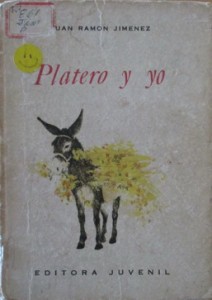 JUAN RAMON JIMENEZ
Platero y yo
EDITORA JUVENIL